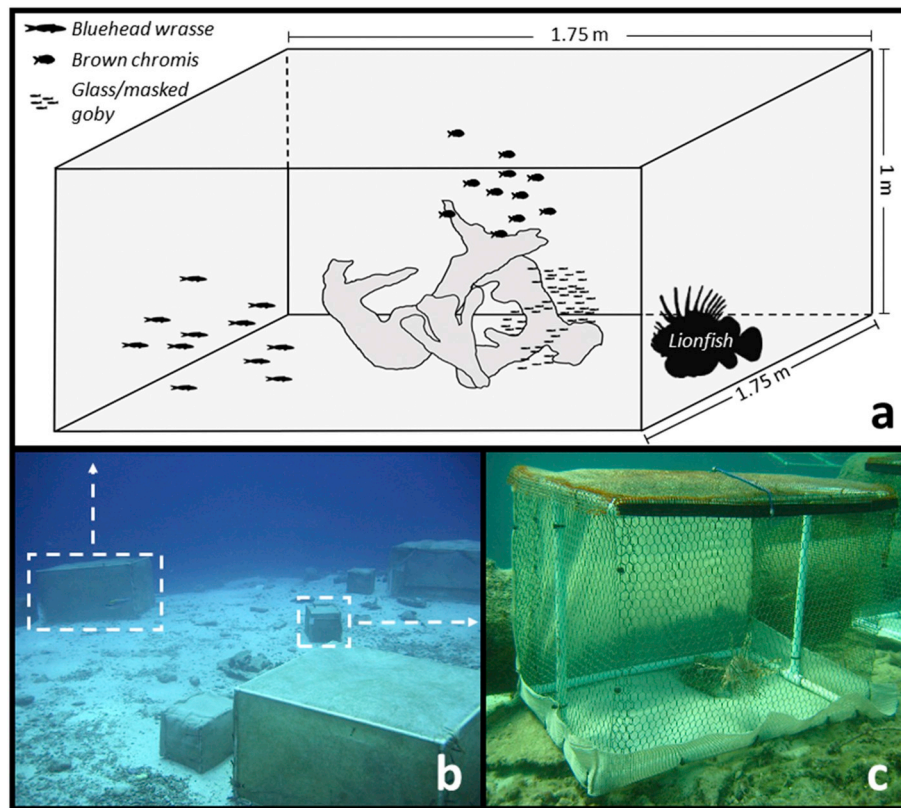 Bluehead wrasse
Brown chromis
Glass/masked
goby
1.75 m
1 m
Lionfish
1.75 m
a
b
c